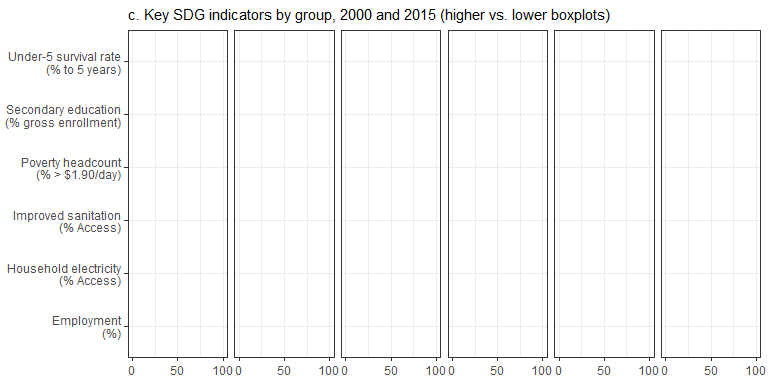 c. Key SDG indicators by group, 2000 and 2015 (higher vs. lower boxplots)
Under-5 survival rate
(% to 5 years)
Secondary education
(% gross enrollment)
Poverty headcount
(% > $1.90/day)
Improved sanitation
(% Access)
Household electricity
(% Access)
Employment
(%)
0 50 100 0 50 100 0 50 100 0 50 100 0 50 100 0 50 100